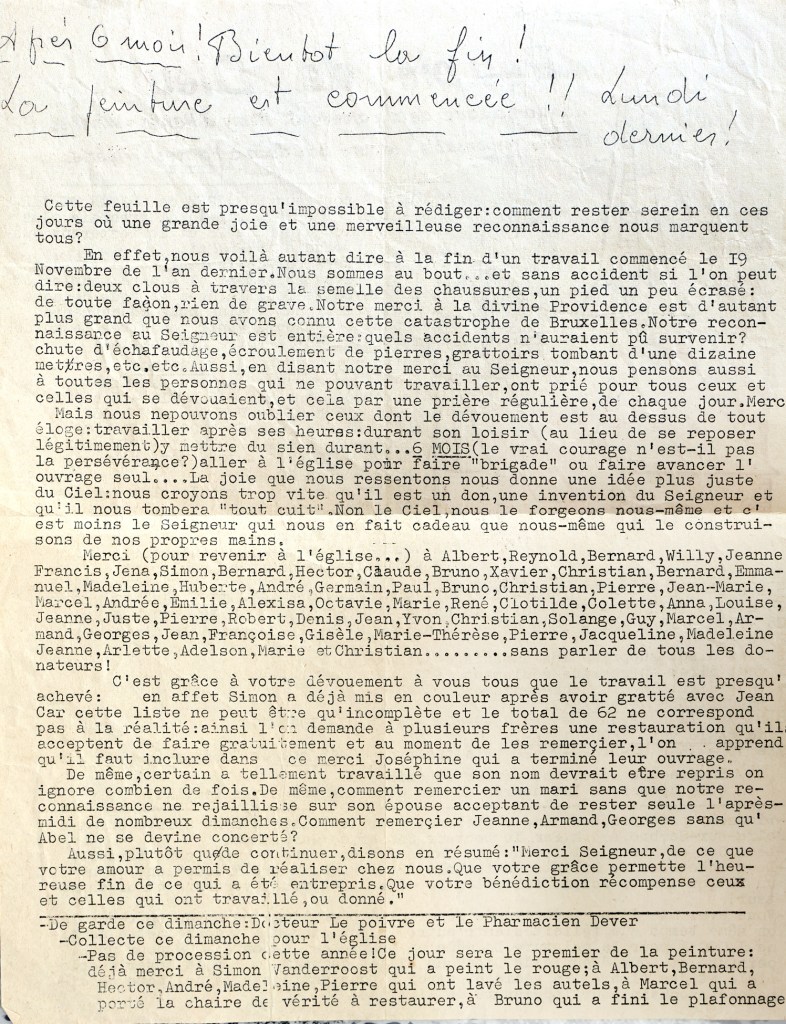 Après 6 mois! Bientot la fin!
La peinture est commencée!! Lundi
dernier!
Cette feuille est presqu'impossible à rédiger:comment rester serein en ces
jours où une grande joie et une merveilleuse reconnaissance nous marquent
tous?
En effet,nous voilà autant dire à la fin d'un travail commencé le I9
Novembre de l'an dernier.Nous sommes au bout....et sans accident si l'on peut
dire:deux clous à travers la semelle des chaussures,un pied un peu écrasé:
de toute façon,rien de grave.Notre merci à la divine Providence est d'autant
plus grand que nous avons connu cette catastrophe de Bruxelles.Notre recon-
naissance au Seigneur est entière:quels accidents n'auraient pû survenir?
chute d'échafaudage,écroulement de pierres,grattoirs tombant d'une dizaine
metres,etc.etc.Aussi,en disant notre merci au Seigneur,nous pensons aussi
à toutes les personnes qui ne pouvant travailler,ont prié pour tous ceux et
celles qui se dévouaient,et cela par une prière régulière,de chaque jour.Merc
Mais nous nepouvons oublier ceux dont le dévouement est au dessus de tout
éloge:travailler après ses heures:durant son loisir (au lieu de se reposer
légitimement)y mettre du sien durant...6 MOIS(le vrai courage n'est-il pas
la persévérance?)aller à l'église pour faire "brigade" ou faire avancer l'
ouvrage seul....La joie que nous ressentons nous donne une idée plus juste
du Ciel:nous croyons trop vite qu'il est un don,une invention du Seigneur et
qu'il nous tombera "tout cuit".Non le Ciel,nous le forgeons nous-même et c'
est moins le Seigneur qui nous en fait cadeau que nous-même qui le construi-
sons de nos propres mains.
Merci (pour revenir à l'église...) à Albert,Reynold,Bernard,Willy,Jeanne
Francis,Jena,Simon,Bernard,Hector,Claude,Bruno,Xavier,Christian,Bernard,Emma-
nuel,Madeleine,Huberte,André,Germain,Paul,Bruno,Christian,Pierre,Jean-Marie,
Marcel,Andrée,Emilie,Alexisa,Octavie,Marie,René,Clotilde,Colette,Anna,Louise,
Jeanne,Juste,Pierre,Robert,Denis,Jean,Yvon,Christian,Solange,Guy,Marcel,Ar-
mand,Georges,Jean,Françoise,Gisèle,Marie-Thérèse,Pierre,Jacqueline,Madeleine
Jeanne,Arlette,Adelson,Marie et Christian.........sans parler de tous les do-
nateurs!
C'est grâce à votre dévouement à vous tous que le travail est presqu'
achevé: en affet Simon a déjà mis en couleur après avoir gratté avec Jean
Car cette liste ne peut être qu'incomplète et le total de 62 ne correspond
pas à la réalité:ainsi l'on demande à plusieurs frères une restauration qu'il
acceptent de faire gratuitement et au moment de les remerçier,l'on .. apprend
qu'il faut inclure dans ce merci Joséphine qui a terminé leur ouvrage.
De même,certain a tellement travaillé que son nom devrait etre repris on
ignore combien de fois.De même,comment remercier un mari sans que notre re-
connaissance ne rejaillisse sur son épouse acceptant de rester seule l'après-
midi de nombreux dimanches.Comment remerçier Jeanne,Armand,Georges sans qu'
Abel ne se devine concerté?
Aussi,plutôt que de continuer,disons en résumé:"Merci Seigneur,de ce que
votre amour a permis de réaliser chez nous.Que votre grâce permette l'heu-
reuse fin de ce qui a été entrepris.Que votre bénédiction récompense ceux
et celles qui ont travaillé,ou donné."
-De garde ce dimanche:Docteur Le poivre et le Pharmacien Dever
-Collecte ce dimanche pour l'église
-Pas de procession cette année!Ce jour sera le premier de la peinture:
déjà merci à Simon Vanderroost qui a peint le rouge;à Albert,Bernard,
Hector,André,Madeleine,Pierre qui ont lavé les autels,à Marcel qui a
porté la chaire de vérité à restaurer,à Bruno qui a fini le plafonnage